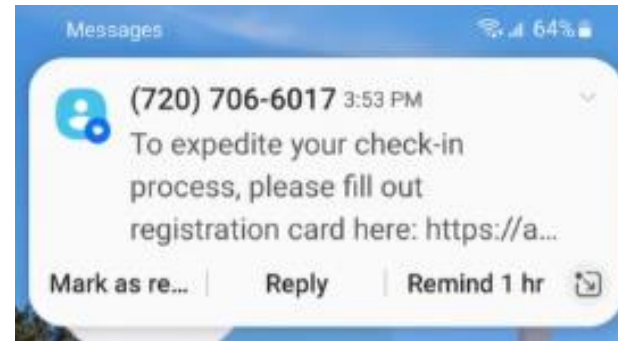 Messages 64%
(720) 706-6017 3:53 PM
To expedite your check-in
process, please fill out
registration card here: https://a...
Mark as re... Reply Remind 1 hr